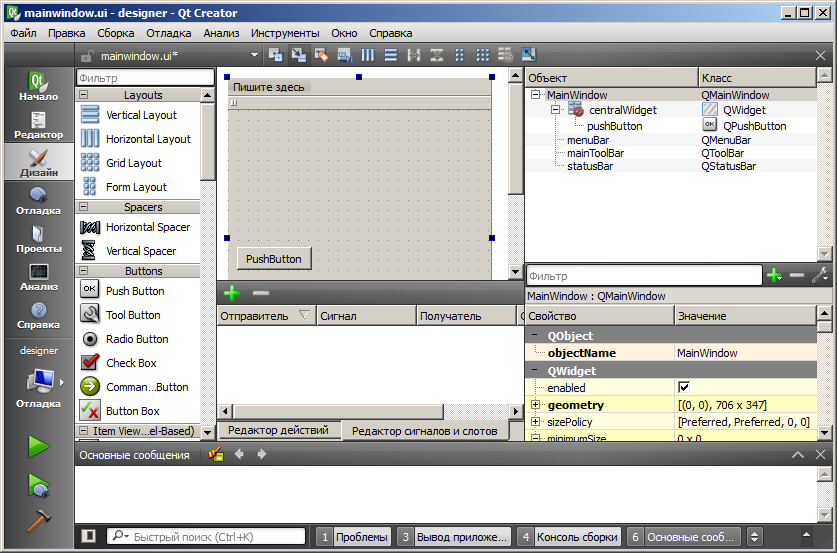 mainwindow.ui - designer - Qt Creator
Файл Правка Сборка Отладка Анализ Инструменты Окно Справка
mainwindow.ui*
Qt
Начало
Редактор
Дизайн
Отладка
Проекты
Анализ
Справка
designer
Отладка
Фильтр
Layouts
Vertical Layout
Horizontal Layout
Grid Layout
Form Layout
Spacers
Horizontal Spacer
Vertical Spacer
Buttons
OK Push Button
Tool Button
Radio Button
Check Box
Comman...Button
Button Box
Item View...el-Based)
Пишите здесь
PushButton
Отправитель Сигнал Получатель С
Редактор действий Редактор сигналов и слотов
Объект Класс
MainWindow QMainWindow
centralWidget QWidget
pushButton OK QPushButton
menuBar QMenuBar
mainToolBar QToolBar
statusBar QStatusBar
Фильтр
MainWindow : QMainWindow
Свойство Значение
QObject
objectName MainWindow
QWidget
enabled
geometry [(0, 0), 706 x 347]
sizePolicy [Preferred, Preferred, 0, 0]
minimumSize 0 x 0
Основные сообщения
Быстрый поиск (Ctrl+K)
1 Проблемы 3 Вывод приложе... 4 Консоль сборки 6 Основные сооб...